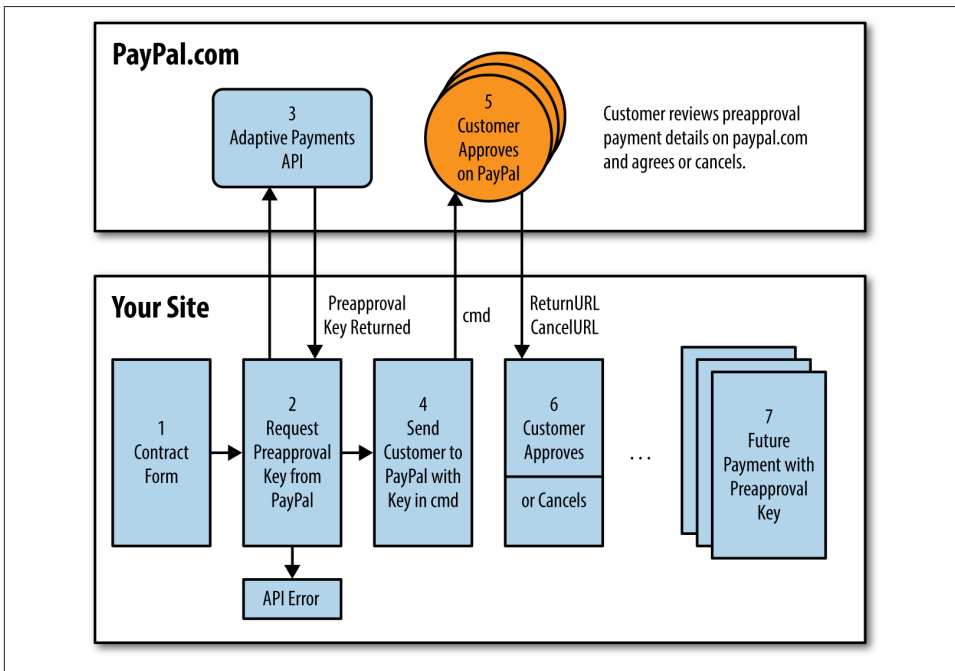 PayPal.com
3
Adaptive Payments
API
5
Customer
Approves
on PayPal
Customer reviews preapproval
payment details on paypal.com
and agrees or cancels.
Your Site
Preapproval
Key Returned
cmd
ReturnURL
CancelURL
1
Contract
Form
2
Request
Preapproval
Key from
PayPal
4
Send
Customer to
PayPal with
Key in cmd
6
Customer
Approves
or Cancels
...
7
Future
Payment with
Preapproval
Key
API Error